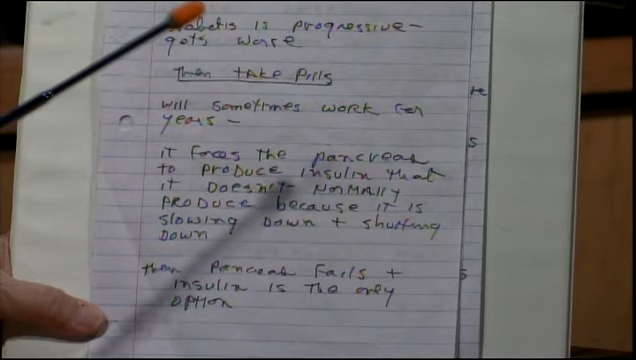 diabetis is progressive-
gets worse
then take Pills
will sometimes work for
years -
it forces the pancreas
to produce insulin that
it Doesn't NorMAlly
Produce because it is
slowing Down + shutting
Down
then Pancreas Fails +
insulin is the only
option